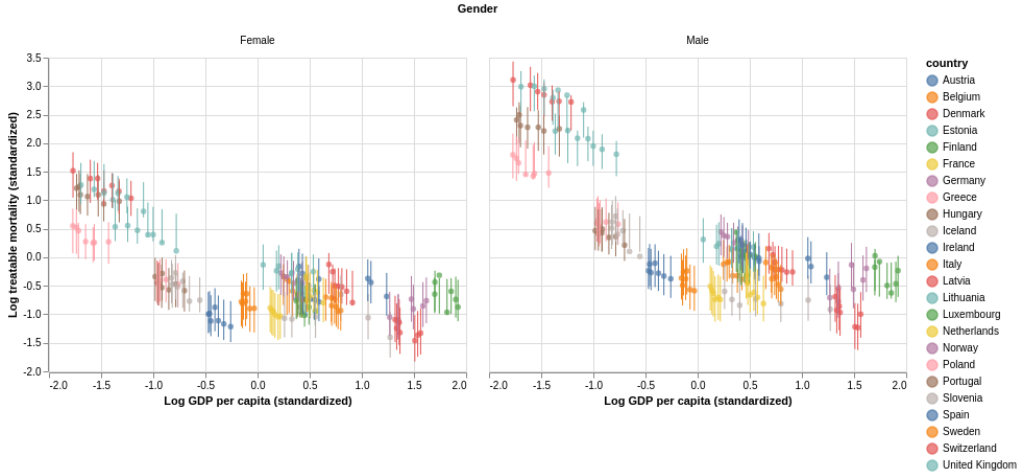 Gender
Female
Male
Log treatable mortality (standardized)
3.5
3.0
2.5
2.0
1.5
1.0
0.5
0.0
-0.5
-1.0
-1.5
-2.0
-2.0 -1.5 -1.0 -0.5 0.0 0.5 1.0 1.5 2.0
-2.0 -1.5 -1.0 -0.5 0.0 0.5 1.0 1.5 2.0
Log GDP per capita (standardized)
Log GDP per capita (standardized)
country
Austria
Belgium
Denmark
Estonia
Finland
France
Germany
Greece
Hungary
Iceland
Ireland
Italy
Latvia
Lithuania
Luxembourg
Netherlands
Norway
Poland
Portugal
Slovenia
Spain
Sweden
Switzerland
United Kingdom